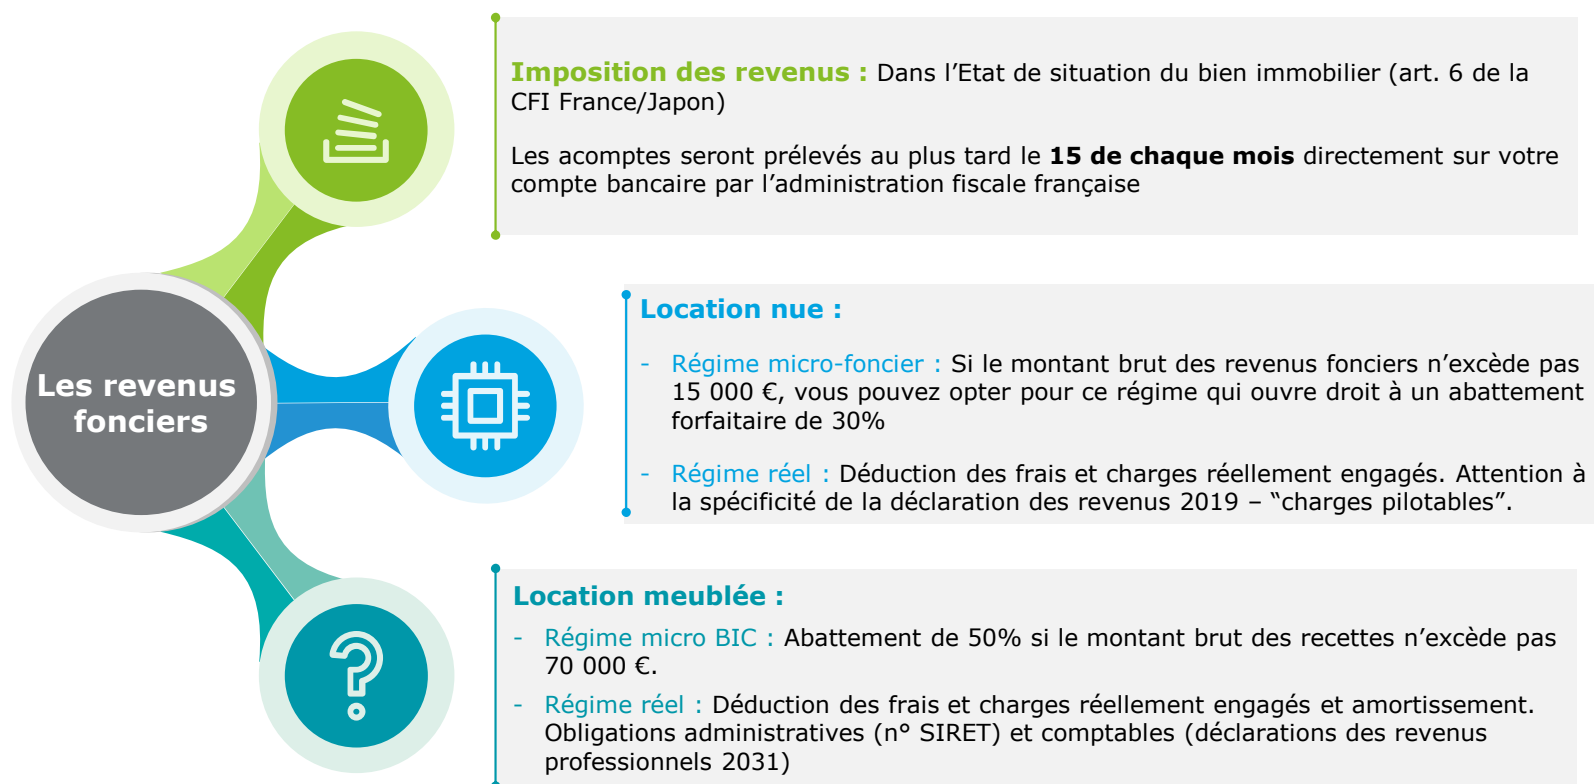 Les revenus
fonciers
Imposition des revenus : Dans l’Etat de situation du bien immobilier (art. 6 de la
CFI France/Japon)
Les acomptes seront prélevés au plus tard le 15 de chaque mois directement sur votre
compte bancaire par l’administration fiscale française
Location nue :
- Régime micro-foncier : Si le montant brut des revenus fonciers n’excède pas
15 000 €, vous pouvez opter pour ce régime qui ouvre droit à un abattement
forfaitaire de 30%
- Régime réel : Déduction des frais et charges réellement engagés. Attention à
la spécificité de la déclaration des revenus 2019 – “charges pilotables”.
Location meublée :
- Régime micro BIC : Abattement de 50% si le montant brut des recettes n’excède pas
70 000 €.
- Régime réel : Déduction des frais et charges réellement engagés et amortissement.
Obligations administratives (n° SIRET) et comptables (déclarations des revenus
professionnels 2031)